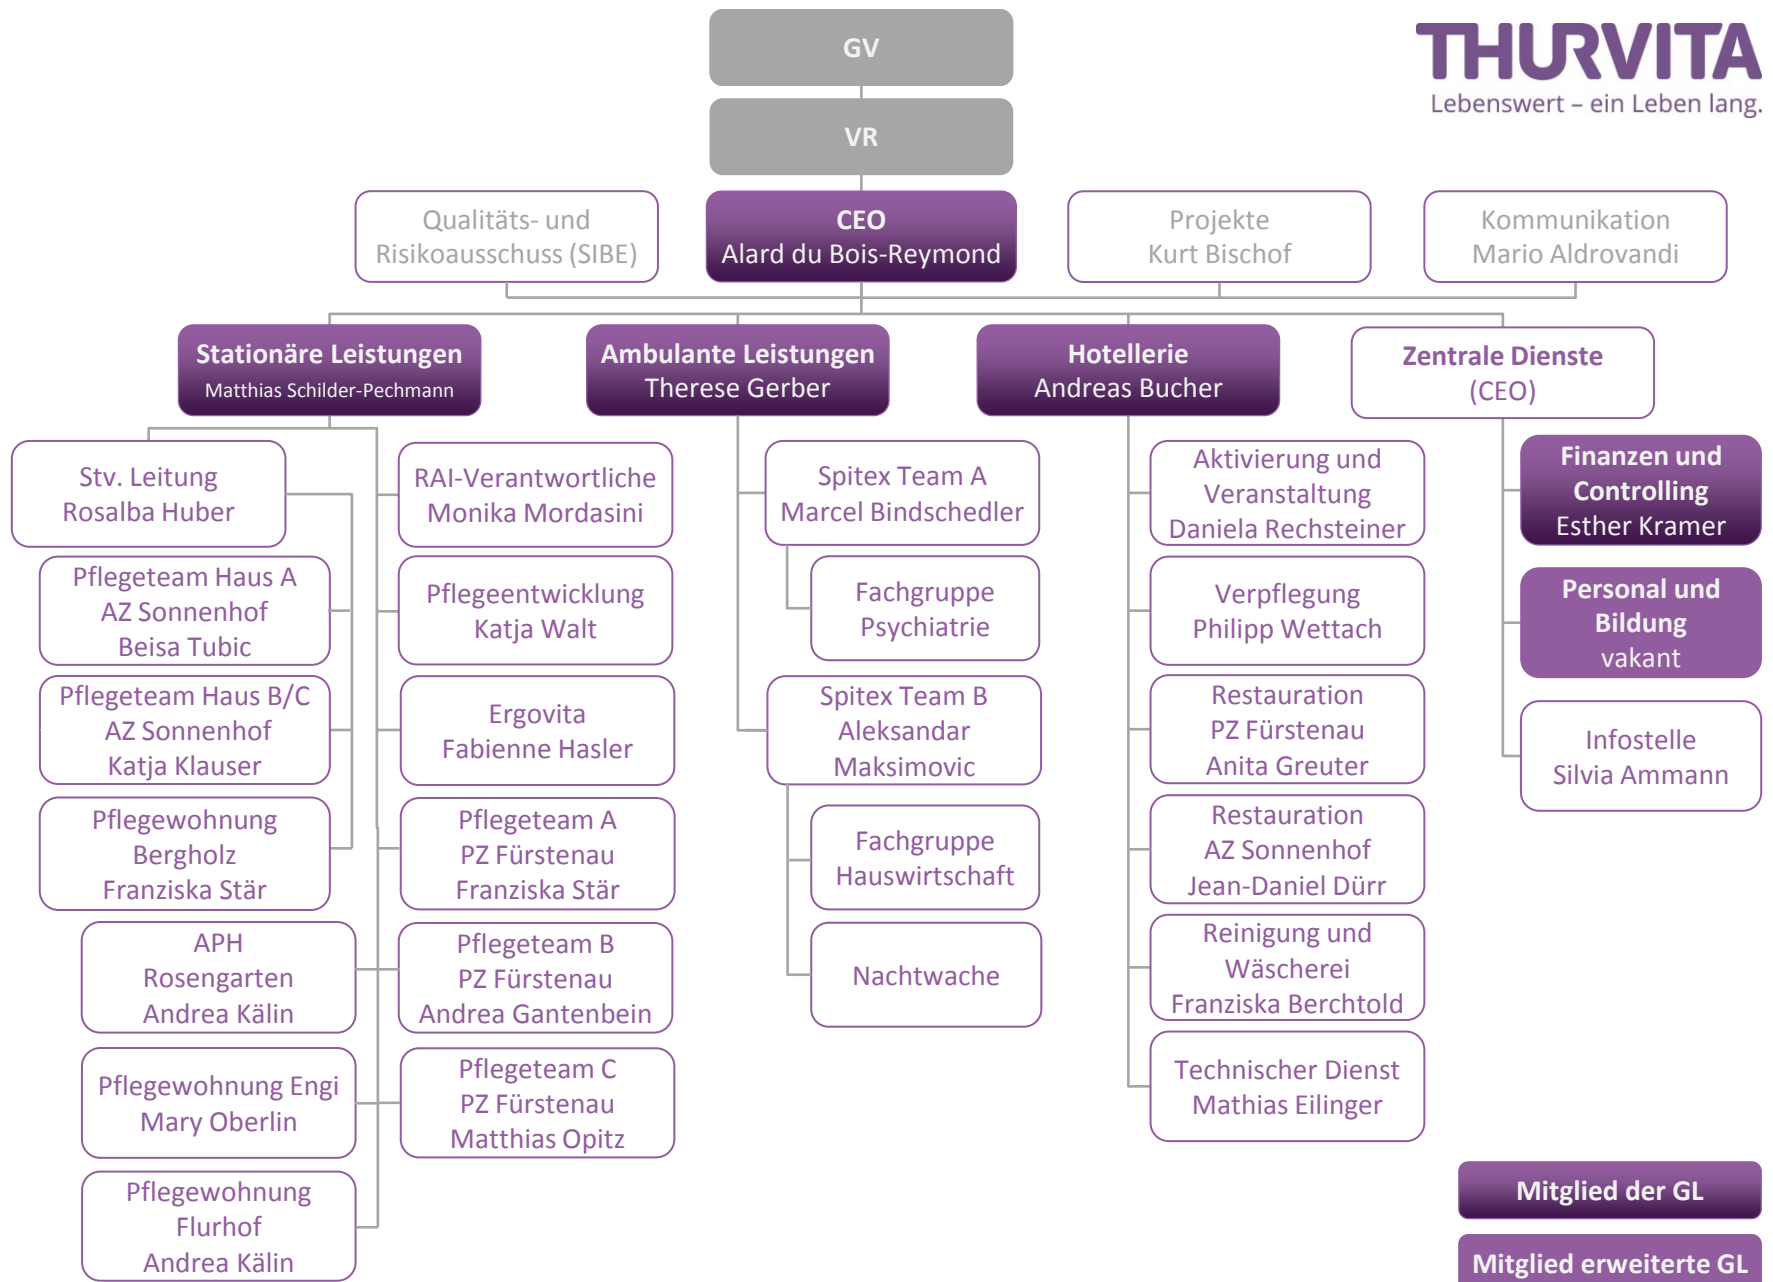 GV
THURVITA
Lebenswert – ein Leben lang.
VR
Qualitäts- und
Risikoausschuss (SIBE)
CEO
Alard du Bois-Reymond
Projekte
Kurt Bischof
Kommunikation
Mario Aldrovandi
Stationäre Leistungen
Matthias Schilder-Pechmann
Ambulante Leistungen
Therese Gerber
Hotellerie
Andreas Bucher
Zentrale Dienste
(CEO)
Stv. Leitung
Rosalba Huber
Pflegeteam Haus A
AZ Sonnenhof
Beisa Tubic
Pflegeteam Haus B/C
AZ Sonnenhof
Katja Klauser
Pflegewohnung
Bergholz
Franziska Stär
APH
Rosengarten
Andrea Kälin
Pflegewohnung Engi
Mary Oberlin
Pflegewohnung
Flurhof
Andrea Kälin
RAI-Verantwortliche
Monika Mordasini
Pflegeentwicklung
Katja Walt
Ergovita
Fabienne Hasler
Pflegeteam A
PZ Fürstenau
Franziska Stär
Pflegeteam B
PZ Fürstenau
Andrea Gantenbein
Pflegeteam C
PZ Fürstenau
Matthias Opitz
Spitex Team A
Marcel Bindschedler
Fachgruppe
Psychiatrie
Spitex Team B
Aleksandar
Maksimovic
Fachgruppe
Hauswirtschaft
Nachtwache
Aktivierung und
Veranstaltung
Daniela Rechsteiner
Verpflegung
Philipp Wettach
Restauration
PZ Fürstenau
Anita Greuter
Restauration
AZ Sonnenhof
Jean-Daniel Dürr
Reinigung und
Wäscherei
Franziska Berchtold
Technischer Dienst
Mathias Eilinger
Finanzen und
Controlling
Esther Kramer
Personal und
Bildung
vakant
Infostelle
Silvia Ammann
Mitglied der GL
Mitglied erweiterte GL